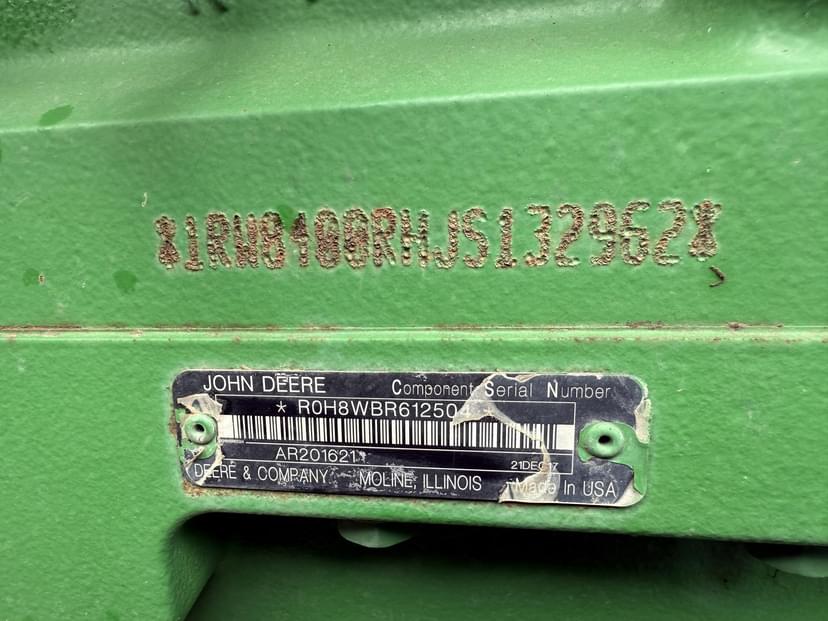 *1RW8400RHJS132962*
JOHN DEERE Component Serial Number
* R0H8WBR612504 *
AR201621
21DEC17
DEERE & COMPANY MOLINE, ILLINOIS Made In USA